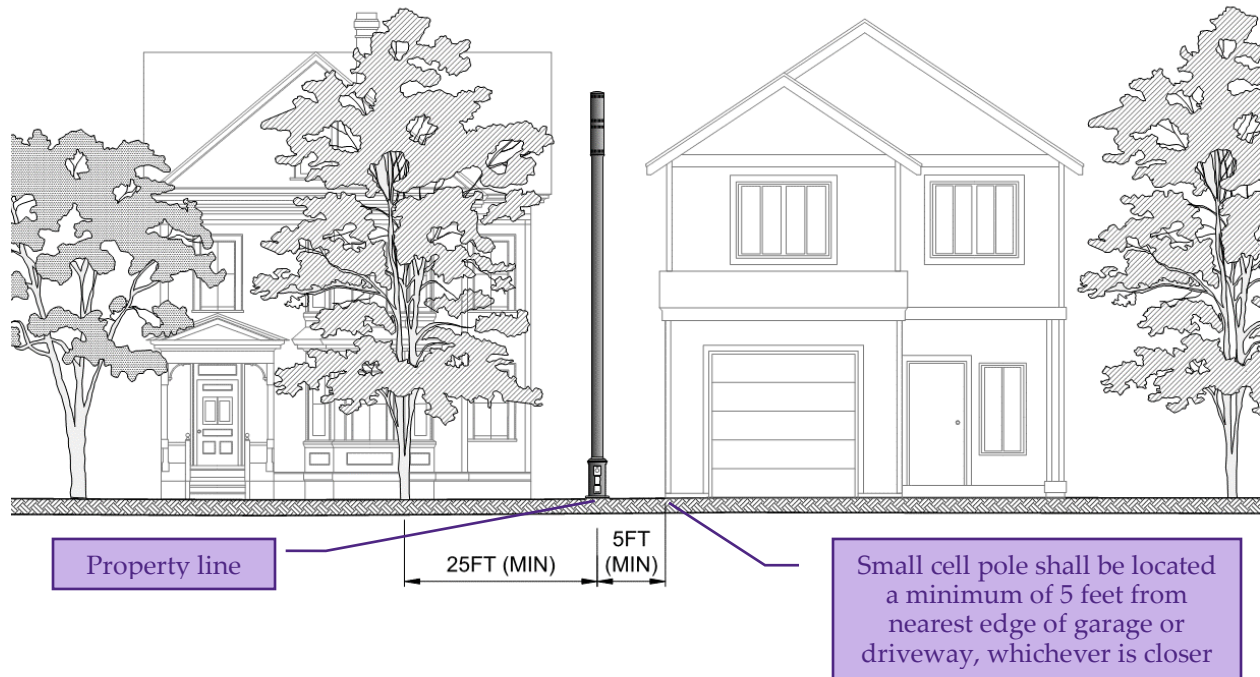 Property line
25FT (MIN)
5FT
(MIN)
Small cell pole shall be located
a minimum of 5 feet from
nearest edge of garage or
driveway, whichever is closer